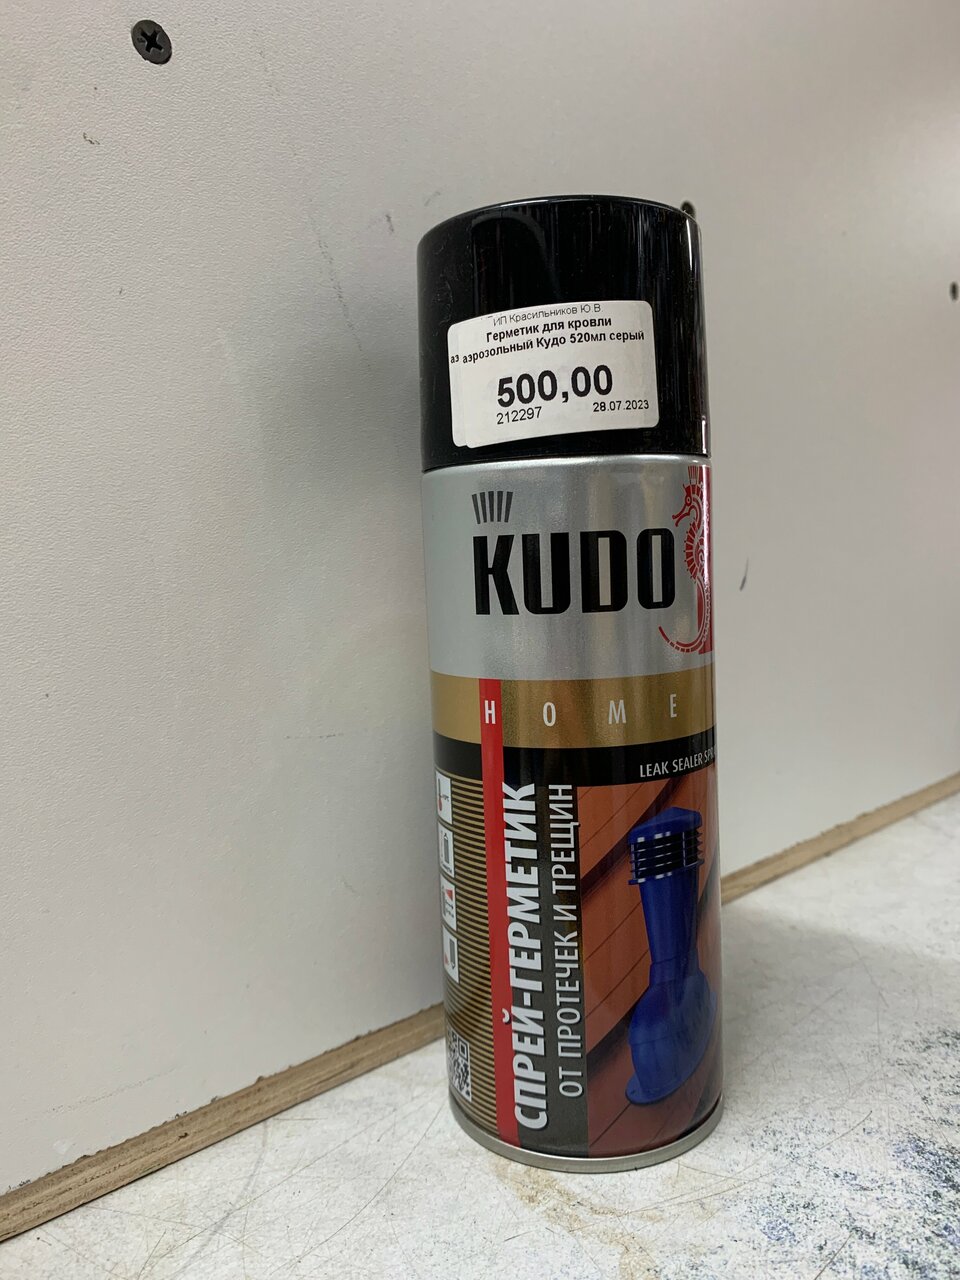 ИП Красильников Ю.В
Герметик для кровли
аз аэрозольный Кудо 520мл серый
500,00
212297 28.07.2023
KUDO
HOME
LEAK SEALER
СПРЕЙ-ГЕРМЕТИК
ОТ ПРОТЕЧЕК И ТРЕЩИН